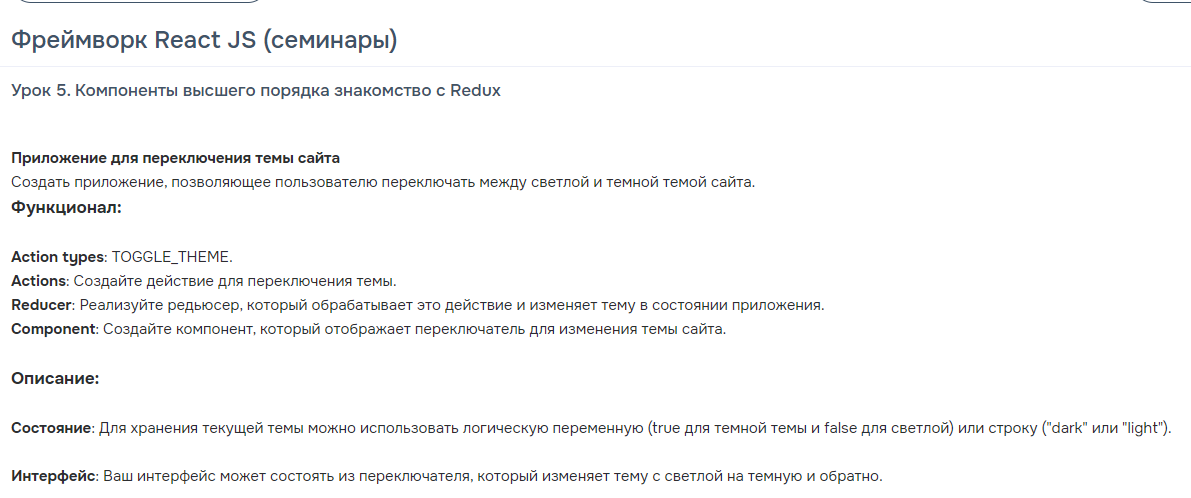 Фреймворк React JS (семинары)
Урок 5. Компоненты высшего порядка знакомство с Redux
Приложение для переключения темы сайта
Создать приложение, позволяющее пользователю переключать между светлой и темной темой сайта.
Функционал:
Action types: TOGGLE_THEME.
Actions: Создайте действие для переключения темы.
Reducer: Реализуйте редьюсер, который обрабатывает это действие и изменяет тему в состоянии приложения.
Component: Создайте компонент, который отображает переключатель для изменения темы сайта.
Описание:
Состояние: Для хранения текущей темы можно использовать логическую переменную (true для темной темы и false для светлой) или строку ("dark" или "light").
Интерфейс: Ваш интерфейс может состоять из переключателя, который изменяет тему с светлой на темную и обратно.